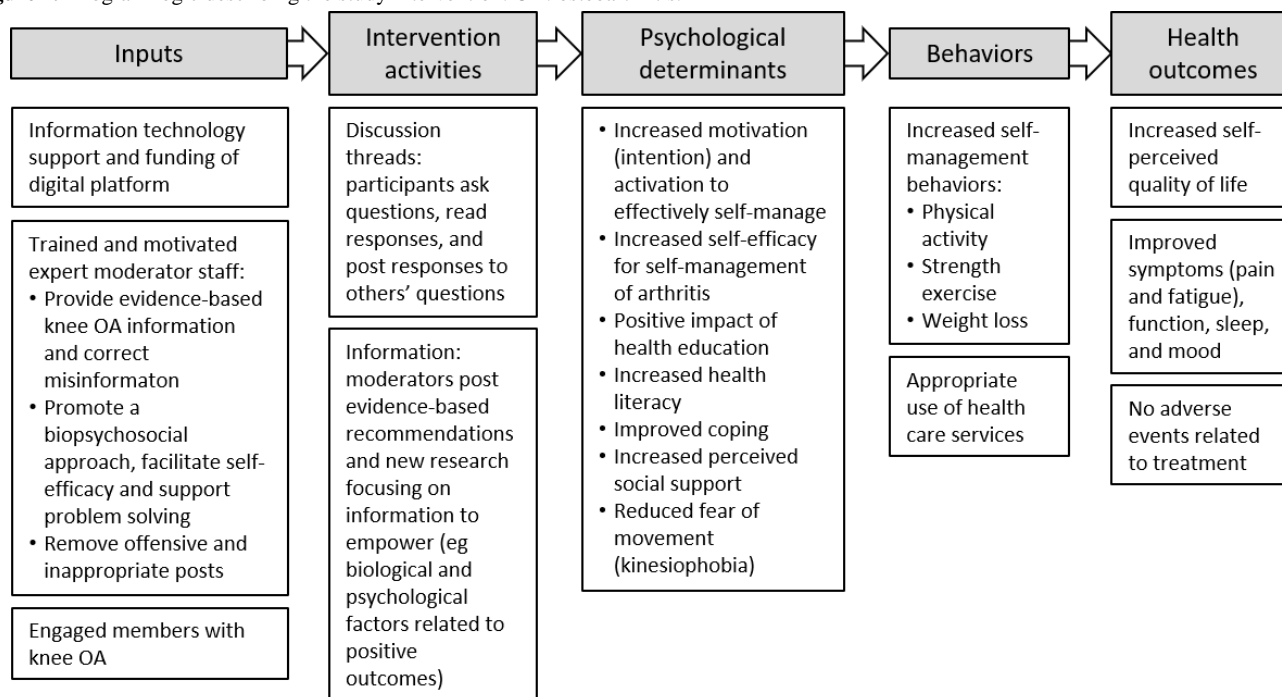 Inputs
Intervention
activities
Psychological
determinants
Behaviors
Health
outcomes
Information technology
support and funding of
digital platform
Trained and motivated
expert moderator staff:
• Provide evidence-based
knee OA information
and correct
misinformaton
• Promote a
biopsychosocial
approach, facilitate self-
efficacy and support
problem solving
• Remove offensive and
inappropriate posts
Engaged members with
knee OA
Discussion
threads:
participants ask
questions, read
responses, and
post responses to
others’ questions
Information:
moderators post
evidence-based
recommendations
and new research
focusing on
information to
empower (eg
biological and
psychological
factors related to
positive
outcomes)
• Increased motivation
(intention) and
activation to
effectively self-manage
• Increased self-efficacy
for self-management
of arthritis
• Positive impact of
health education
• Increased health
literacy
• Improved coping
• Increased perceived
social support
• Reduced fear of
movement
(kinesiophobia)
Increased self-
management
behaviors:
• Physical
activity
• Strength
exercise
• Weight loss
Appropriate
use of health
care services
Increased self-
perceived
quality of life
Improved
symptoms (pain
and fatigue),
function, sleep,
and mood
No adverse
events related
to treatment